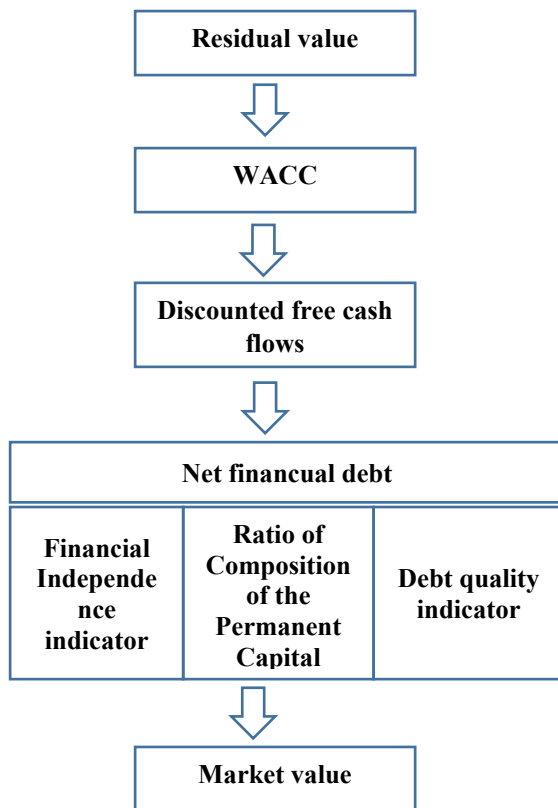 Residual value
WACC
Discounted free cash
flows
Net financual debt
Financial
Independe
nce
indicator
Ratio of
Composition
of the
Permanent
Capital
Debt quality
indicator
Market value